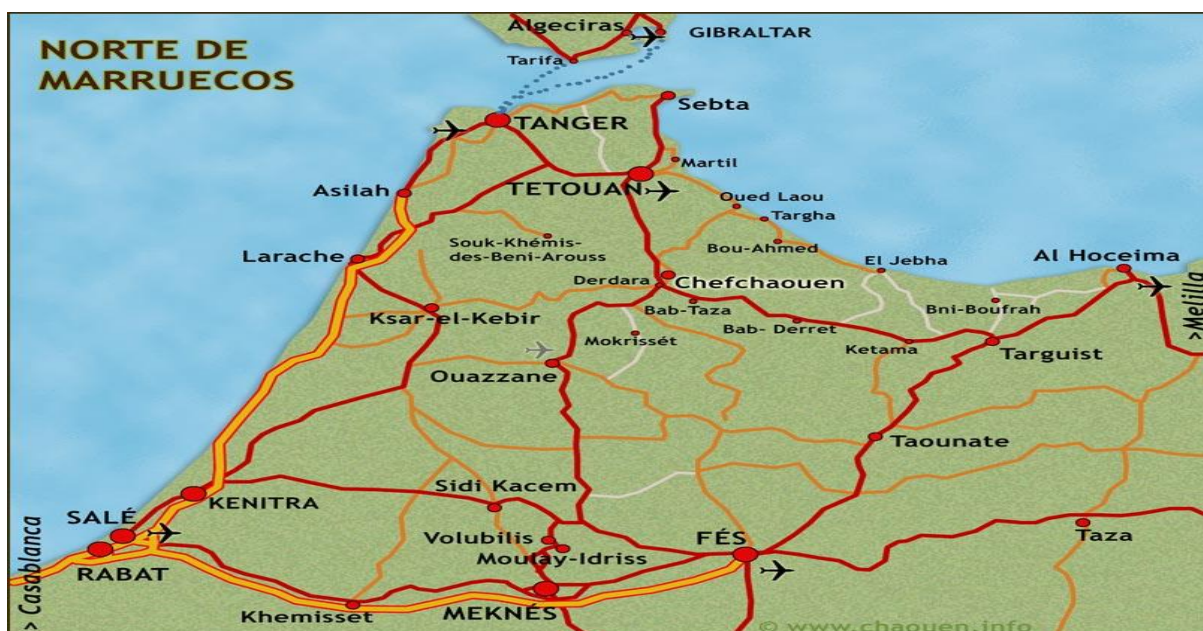 NORTE DE
MARRUECOS
Algeciras
GIBRALTAR
Tarifa
Sebta
TANGER
Martil
TETOUAN
Asilah
Oued Laou
Targha
Souk-Khémis-
des-Beni-Arouss
Bou-Ahmed
Larache
El Jebha
Al Hoceima
Derdara
Chefchaouen
Bab-Taza
Bni-Boufrah
Ksar-el-Kebir
Bab- Derret
>Melilla
Mokrissét
Ketama
Targuist
Ouazzane
Taounate
Sidi Kacem
KENITRA
SALÉ
Volubilis
FÉS
Taza
Moulay-Idriss
RABAT
> Casablanca
Khemisset
MEKNÉS
© www.chaouen.info